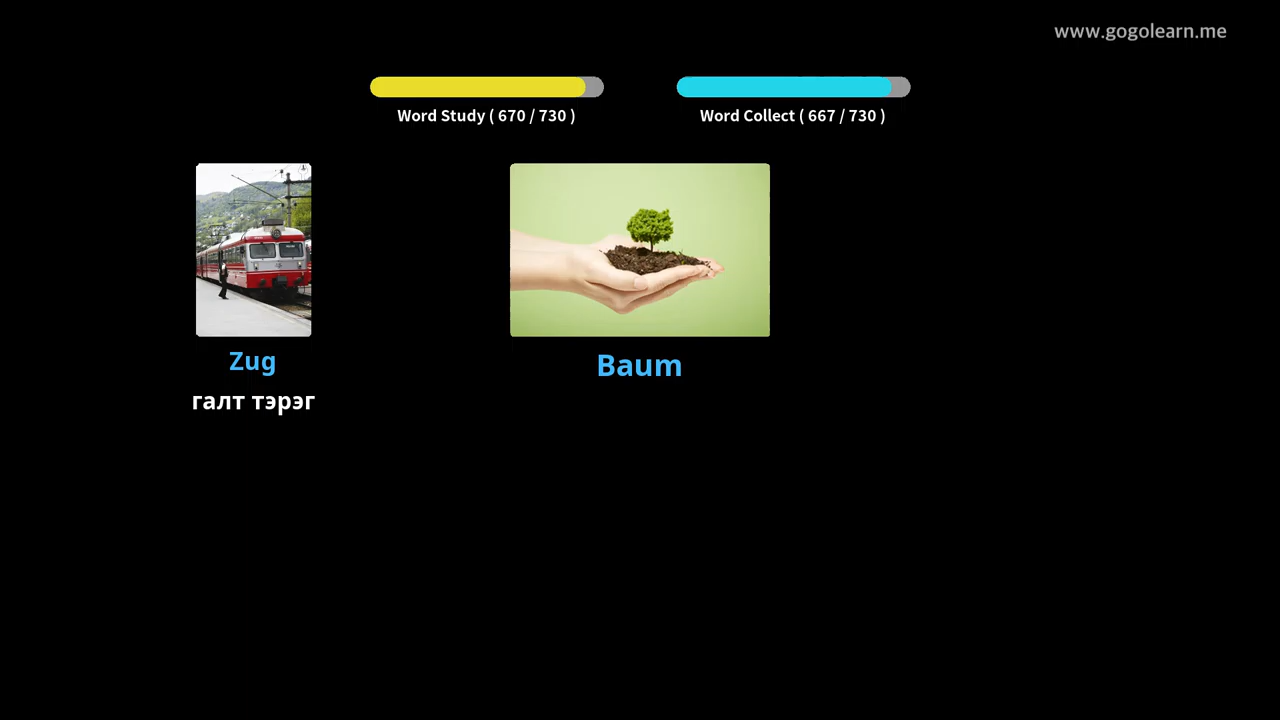 www.gogolearn.me
Word Study ( 670 / 730 )
Word Collect ( 667 / 730 )
Zug
галт тэрэг
Baum